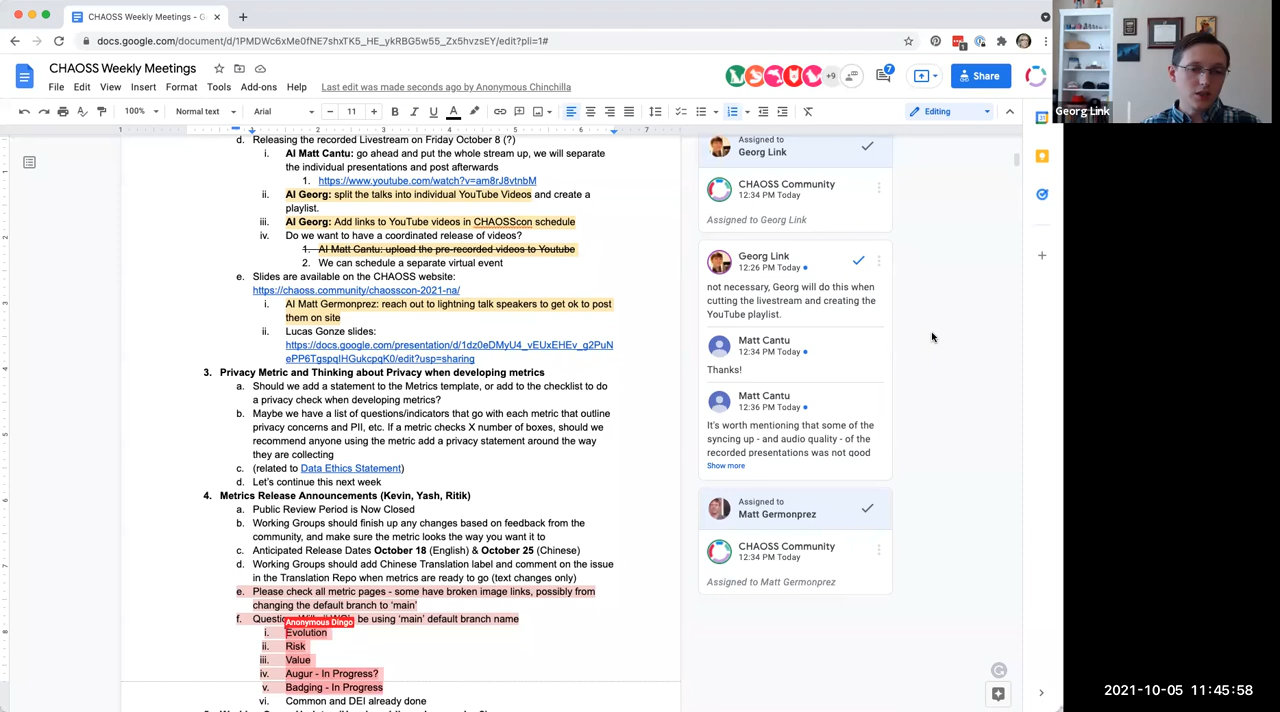 CHAOSS Weekly Meetings - G
docs.google.com/document/d/1PMDWc6xMe0fNE7shxTK5_HE_ykRBG5w55_Zx5hvzsEY/edit?pli=1#
CHAOSS Weekly Meetings
File Edit View Insert Format Tools Add-ons Help
Last edit was made seconds ago by Anonymous Chinchilla
+9
7
Share
100%
Normal text
Arial
11
B I U A
Editing
Georg Link
1 1 2 3 4 5 6 7
d. Releasing the recorded Livestream on Friday October 8 (?)
i. AI Matt Cantu: go ahead and put the whole stream up, we will separate
the individual presentations and post afterwards
1. https://www.youtube.com/watch?v=am8rJ8vtnbM
ii. AI Georg: split the talks into individual YouTube Videos and create a
playlist.
iii. AI Georg: Add links to YouTube videos in CHAOSScon schedule
iv. Do we want to have a coordinated release of videos?
1. AI Matt Cantu: upload the pre-recorded videos to Youtube
2. We can schedule a separate virtual event
e. Slides are available on the CHAOSS website:
https://chaoss.community/chaosscon-2021-na/
i. AI Matt Germonprez: reach out to lightning talk speakers to get ok to post
them on site
ii. Lucas Gonze slides:
https://docs.google.com/presentation/d/1dz0eDMyU4_vEUxEHEv_g2PuN
ePP6TgspqIHGukcpqK0/edit?usp=sharing
3. Privacy Metric and Thinking about Privacy when developing metrics
a. Should we add a statement to the Metrics template, or add to the checklist to do
a privacy check when developing metrics?
b. Maybe we have a list of questions/indicators that go with each metric that outline
privacy concerns and PII, etc. If a metric checks X number of boxes, should we
recommend anyone using the metric add a privacy statement around the way
they are collecting
c. (related to Data Ethics Statement)
d. Let's continue this next week
4. Metrics Release Announcements (Kevin, Yash, Ritik)
a. Public Review Period is Now Closed
b. Working Groups should finish up any changes based on feedback from the
community, and make sure the metric looks the way you want it to
c. Anticipated Release Dates October 18 (English) & October 25 (Chinese)
d. Working Groups should add Chinese Translation label and comment on the issue
in the Translation Repo when metrics are ready to go (text changes only)
e. Please check all metric pages - some have broken image links, possibly from
changing the default branch to 'main'
f. be using 'main' default branch name
Anonymous Dingo
i. Evolution
ii. Risk
iii. Value
iv. Augur - In Progress?
v. Badging - In Progress
vi. Common and DEI already done
Assigned to
Georg Link
CHAOSS Community
12:34 PM Today
Assigned to Georg Link
Georg Link
12:26 PM Today
not necessary, Georg will do this when
cutting the livestream and creating the
YouTube playlist.
Matt Cantu
12:34 PM Today
Thanks!
Matt Cantu
12:36 PM Today
It's worth mentioning that some of the
syncing up - and audio quality - of the
recorded presentations was not good
Show more
Assigned to
Matt Germonprez
CHAOSS Community
12:34 PM Today
Assigned to Matt Germonprez
2021-10-05 11:45:58